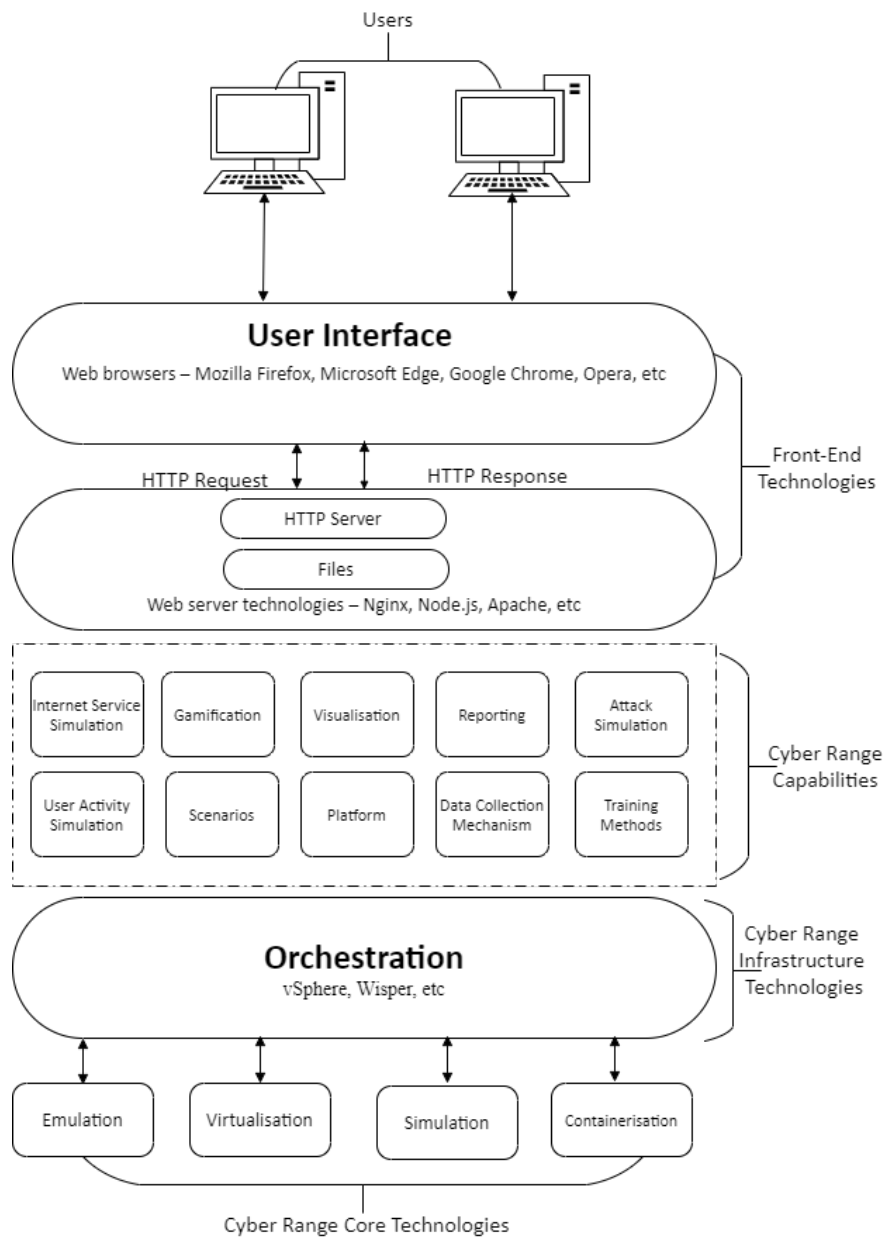 Users
User Interface
Web browsers – Mozilla Firefox, Microsoft Edge, Google Chrome, Opera, etc
HTTP Request
HTTP Response
Front-End
Technologies
HTTP Server
Files
Web server technologies – Nginx, Node.js, Apache, etc
Internet Service
Simulation
Gamification
Visualisation
Reporting
Attack
Simulation
User Activity
Simulation
Scenarios
Platform
Data Collection
Mechanism
Training
Methods
Cyber Range
Capabilities
Orchestration
vSphere, Wisper, etc
Cyber Range
Infrastructure
Technologies
Emulation
Virtualisation
Simulation
Containerisation
Cyber Range Core Technologies